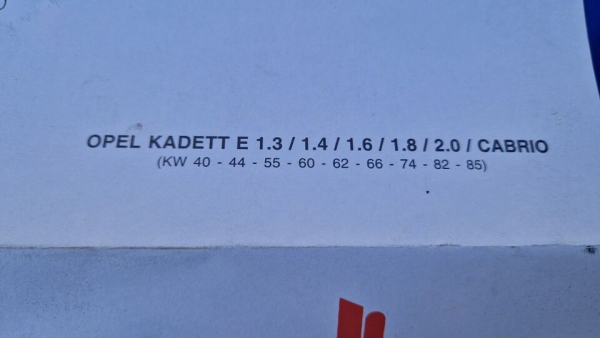 OPEL KADETT E 1.3 / 1.4 / 1.6 / 1.8 / 2.0 / CABRIO
(KW 40 - 44 - 55 - 60 - 62 - 66 - 74 - 82 - 85)